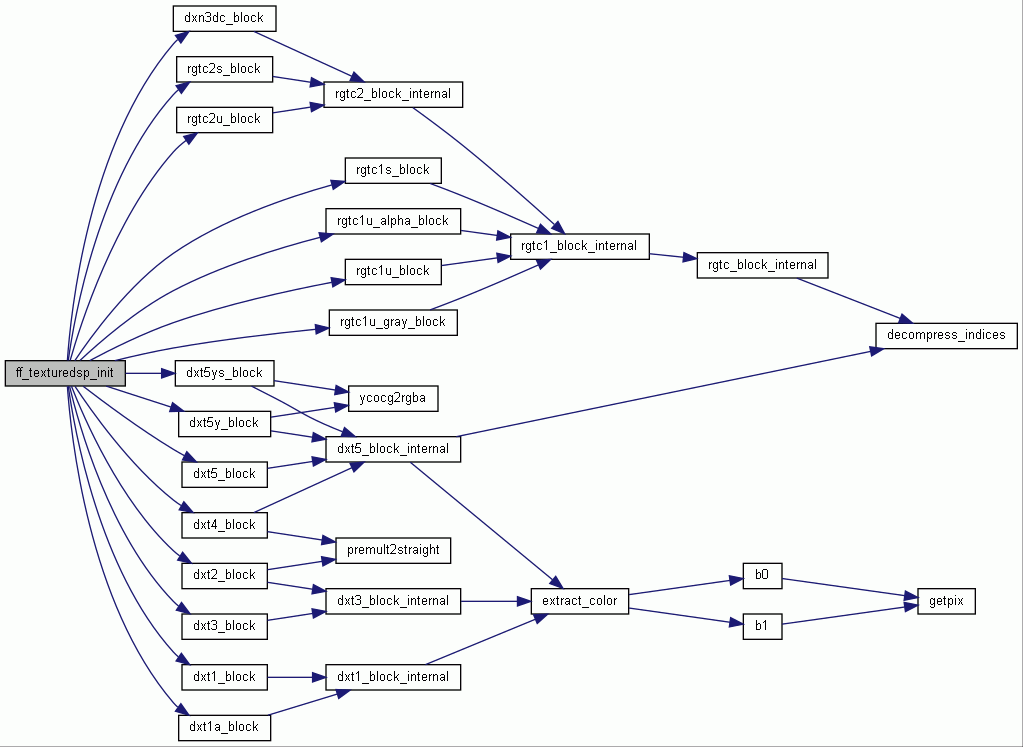 dxn3dc_block
rgtc2s_block
rgtc2_block_internal
rgtc2u_block
rgtc1s_block
rgtc1u_alpha_block
rgtc1_block_internal
rgtc_block_internal
rgtc1u_block
rgtc1u_gray_block
decompress_indices
ff_texturedsp_init
dxt5ys_block
ycocg2rgba
dxt5y_block
dxt5_block_internal
dxt5_block
dxt4_block
premult2straight
dxt2_block
b0
dxt3_block_internal
extract_color
getpix
dxt3_block
b1
dxt1_block
dxt1_block_internal
dxt1a_block